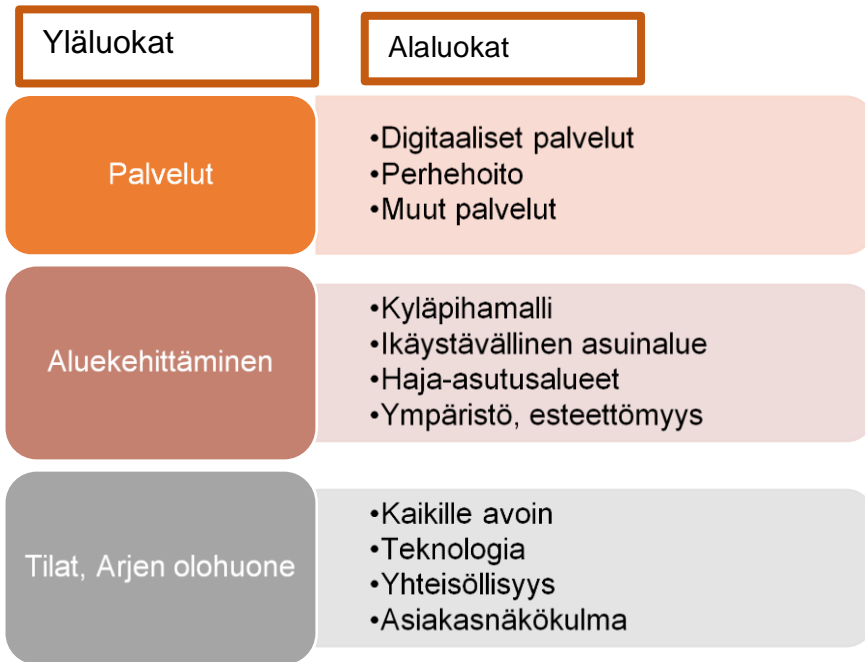 Yläluokat
Alaluokat
Palvelut
•Digitaaliset palvelut
•Perhehoito
•Muut palvelut
Aluekehittäminen
•Kyläpihamalli
•Ikäystävällinen asuinalue
•Haja-asutusalueet
•Ympäristö, esteettömyys
Tilat, Arjen olohuone
•Kaikille avoin
•Teknologia
•Yhteisöllisyys
•Asiakasnäkökulma